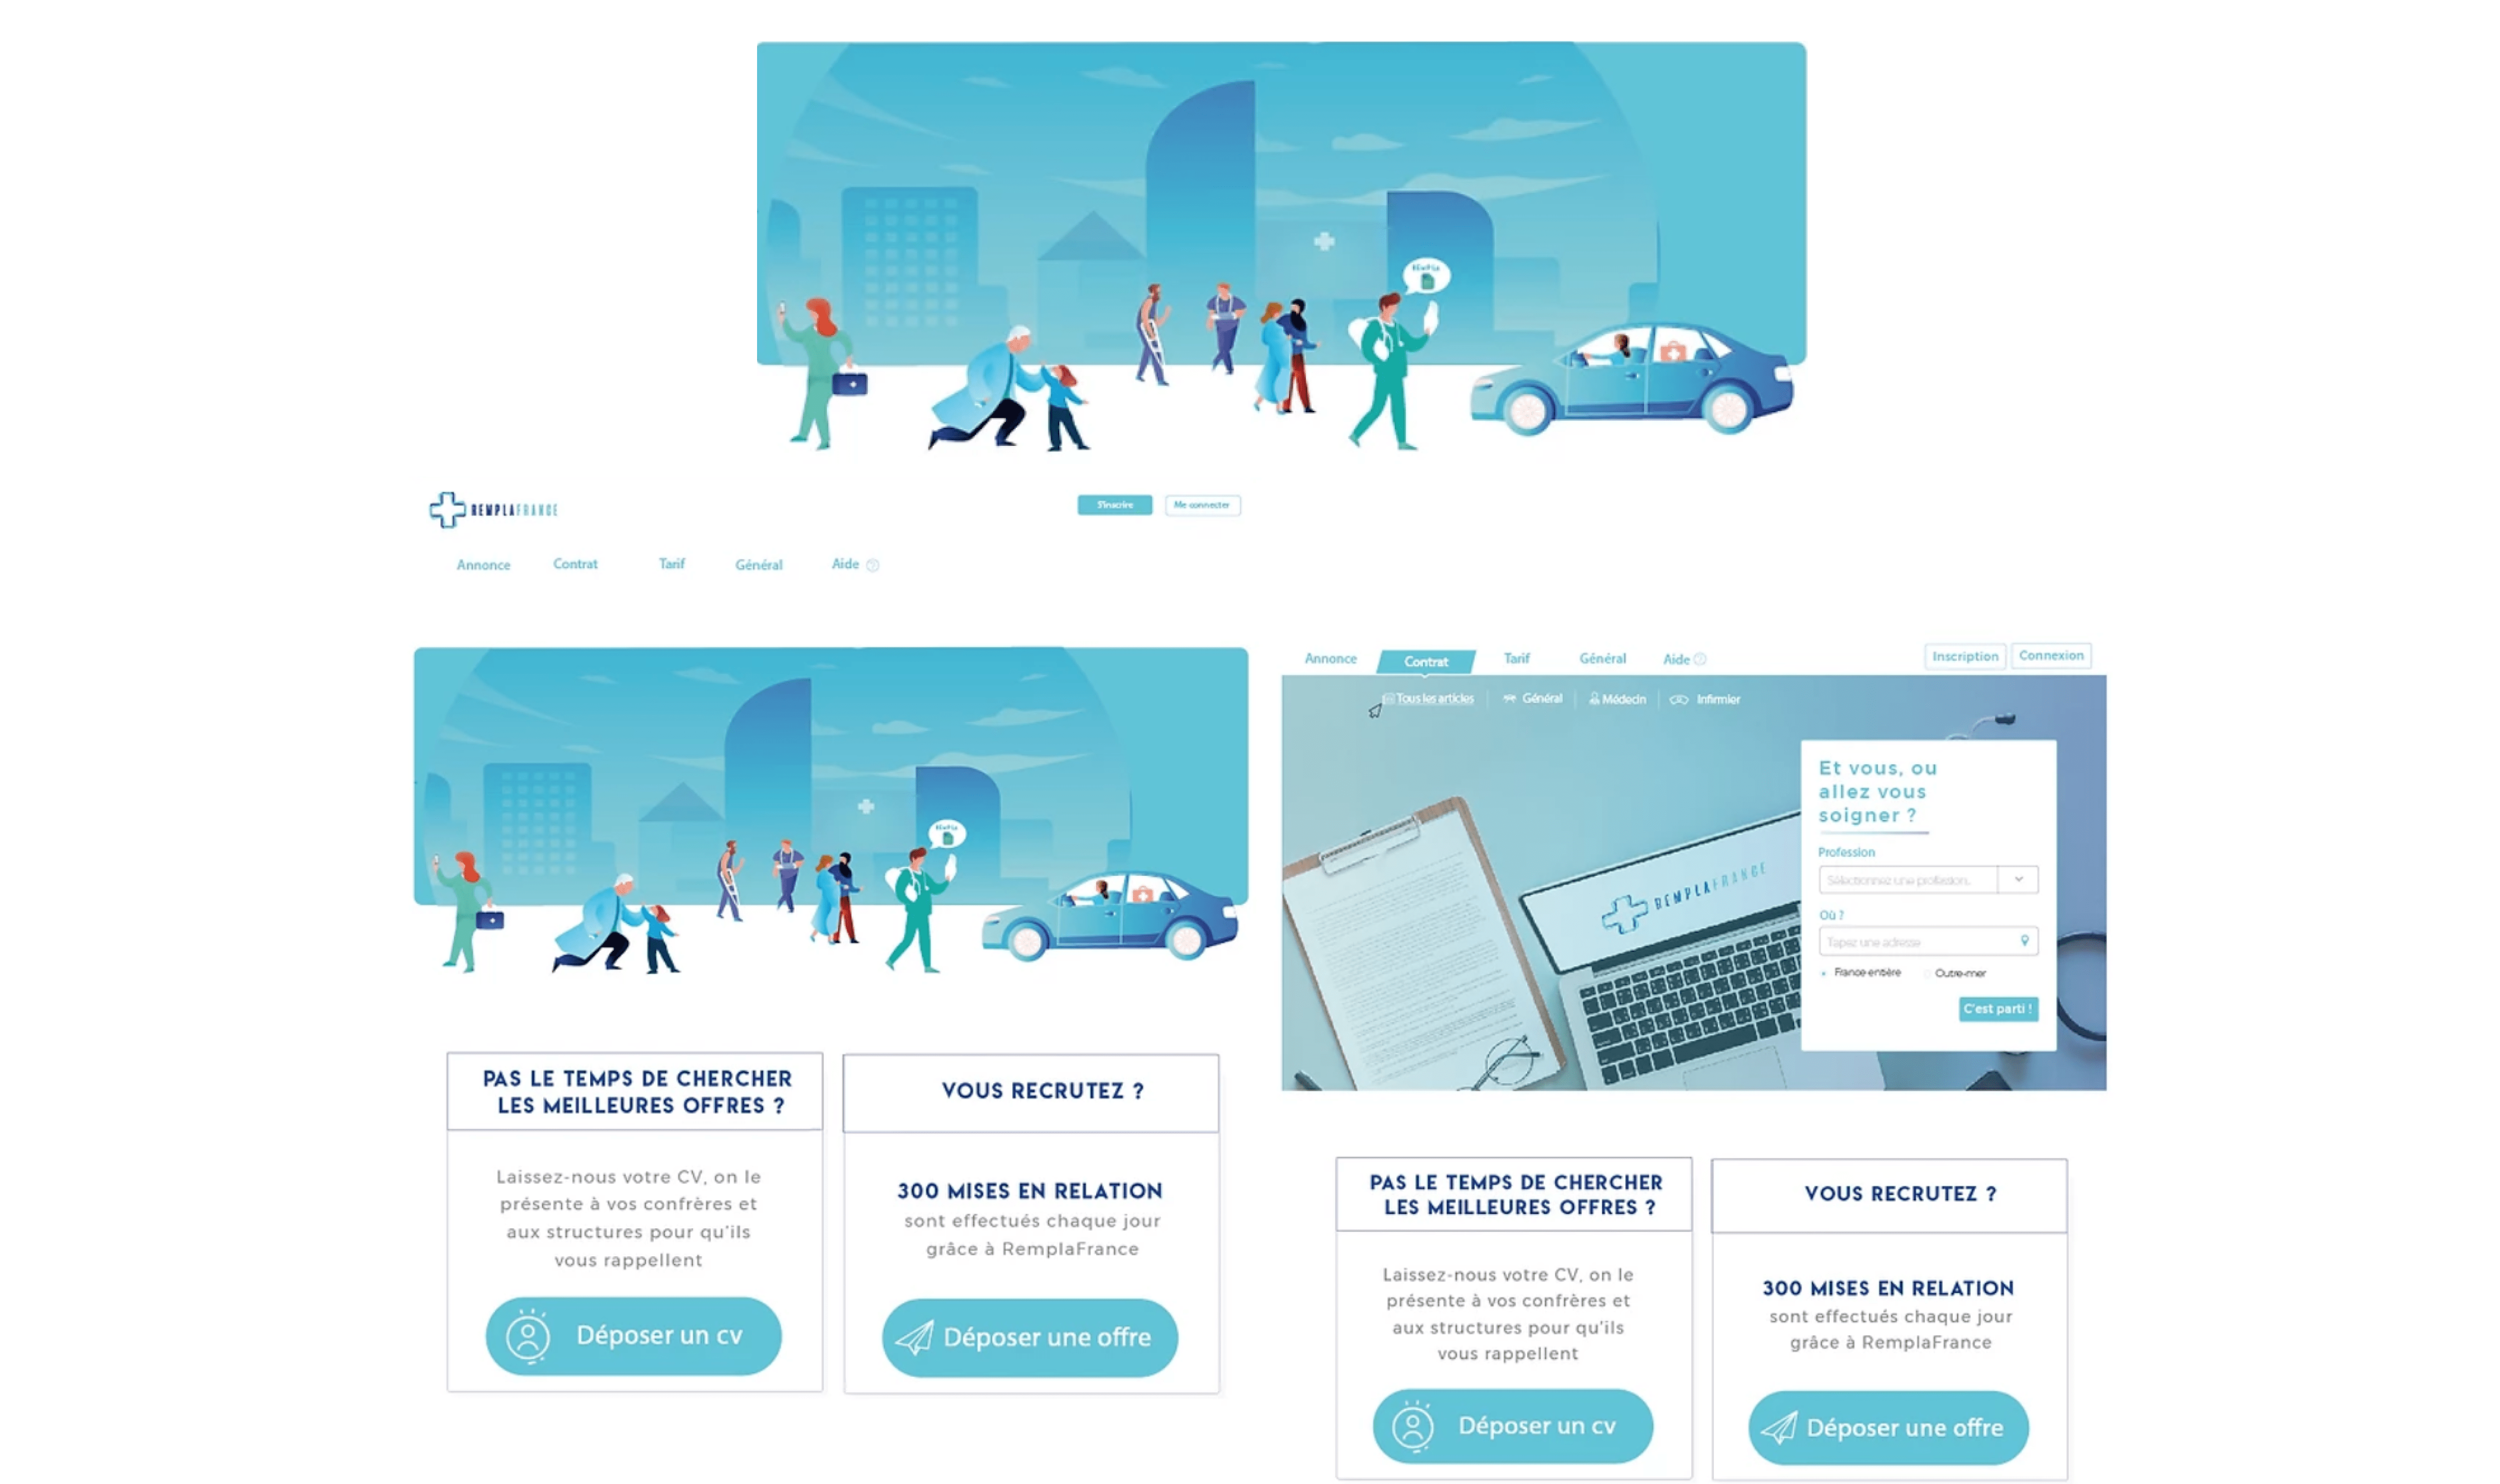 REMPLA
REMPLAFRANCE
S'inscrire
Me connecter
Annonce
Contrat
Tarif
Général
Aide ?
REMPLA
PAS LE TEMPS DE CHERCHER
LES MEILLEURES OFFRES ?
Laissez-nous votre CV, on le
présente à vos confrères et
aux structures pour qu'ils
vous rappellent
Déposer un cv
VOUS RECRUTEZ ?
300 MISES EN RELATION
sont effectués chaque jour
grâce à RemplaFrance
Déposer une offre
Annonce
Contrat
Tarif
Général
Aide ?
Inscription
Connexion
Tous les articles
Général
Médecin
Infirmier
REMPLAFRANCE
Et vous, ou
allez vous
soigner ?
Profession
Sélectionnez une profession..
Où ?
Tapez une adresse
France entière
Outre-mer
C'est parti !
PAS LE TEMPS DE CHERCHER
LES MEILLEURES OFFRES ?
Laissez-nous votre CV, on le
présente à vos confrères et
aux structures pour qu'ils
vous rappellent
Déposer un cv
VOUS RECRUTEZ ?
300 MISES EN RELATION
sont effectués chaque jour
grâce à RemplaFrance
Déposer une offre